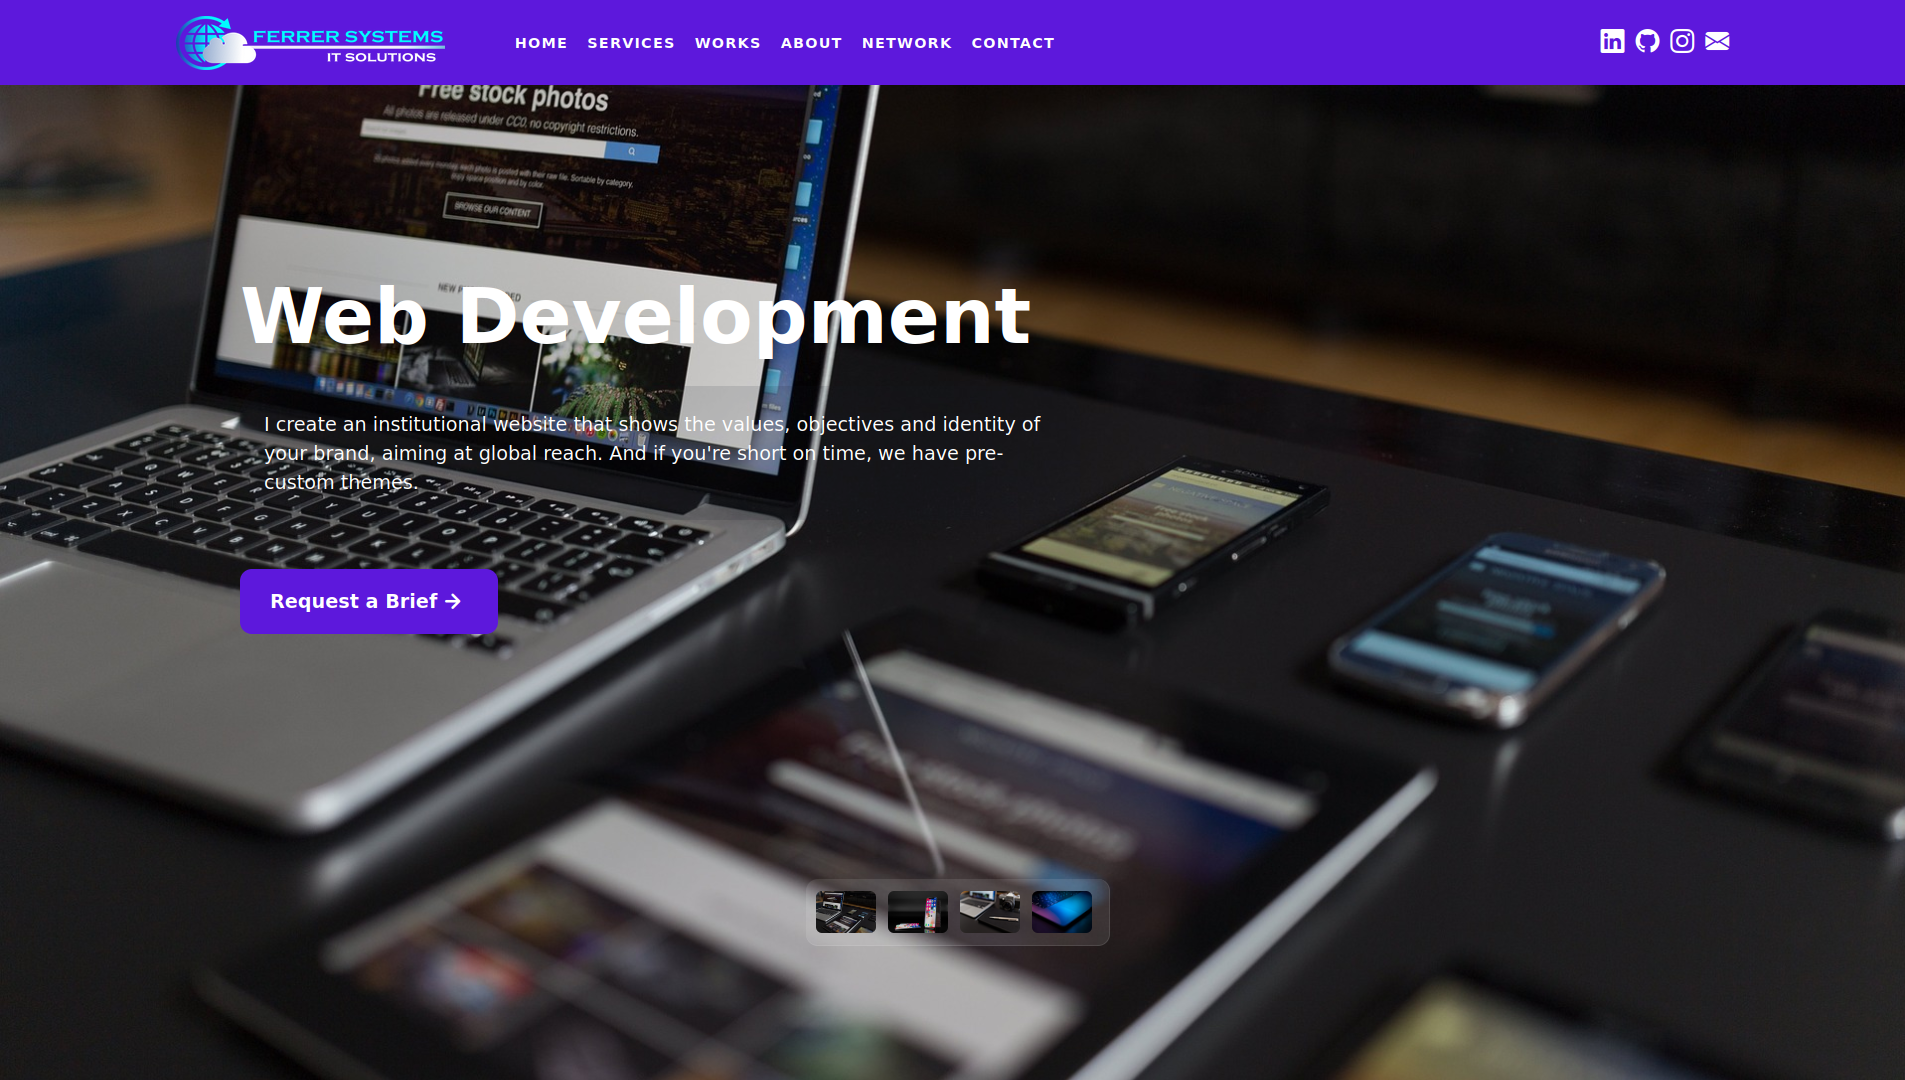 FERRER SYSTEMS
IT SOLUTIONS
HOME SERVICES WORKS ABOUT NETWORK CONTACT
Free stock photos
All photos are released under CC0, no copyright restrictions.
BROWSE OUR CONTENT
Web Development
I create an institutional website that shows the values, objectives and identity of
your brand, aiming at global reach. And if you're short on time, we have pre-
custom themes.
Request a Brief →